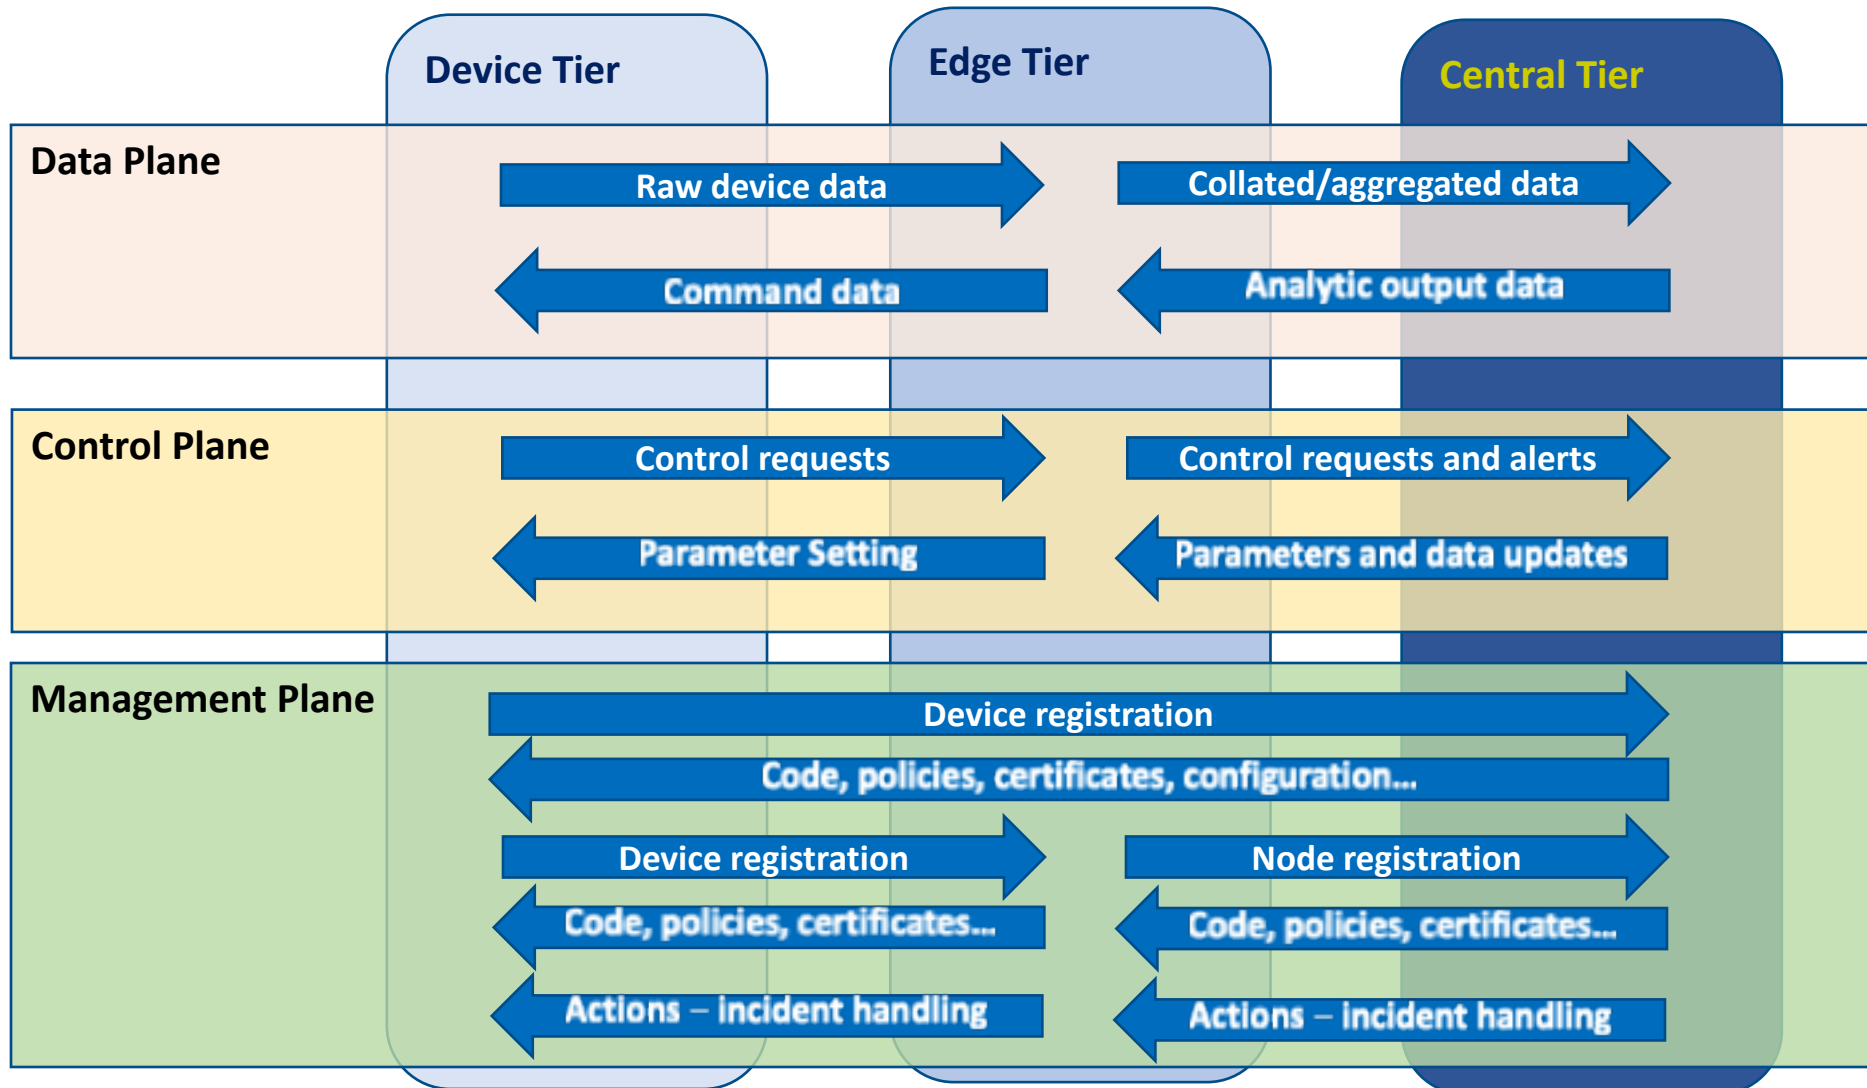 Device Tier
Edge Tier
Central Tier
Data Plane
Raw device data
Collated/aggregated data
Command data
Analytic output data
Control Plane
Control requests
Control requests and alerts
Parameter Setting
Parameters and data updates
Management Plane
Device registration
Code, policies, certificates, configuration...
Device registration
Node registration
Code, policies, certificates...
Code, policies, certificates...
Actions – incident handling
Actions – incident handling